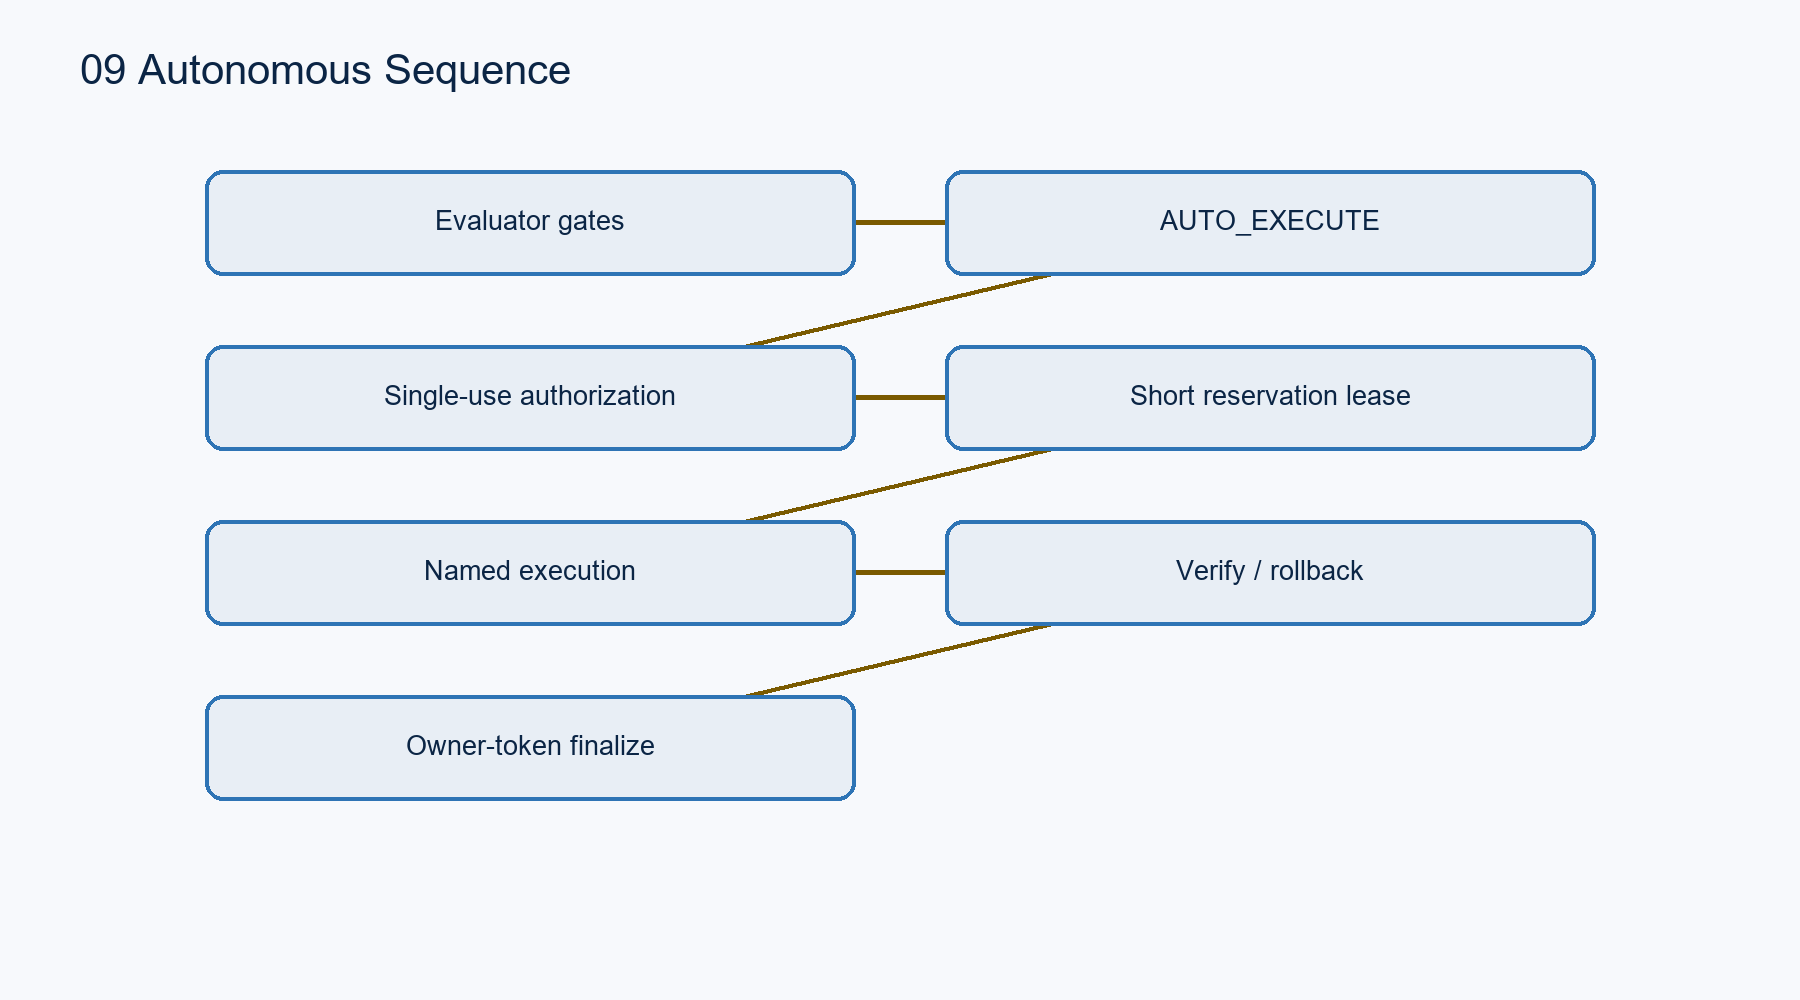 09 Autonomous Sequence
Evaluator gates
AUTO_EXECUTE
Single-use authorization
Short reservation lease
Named execution
Verify / rollback
Owner-token finalize